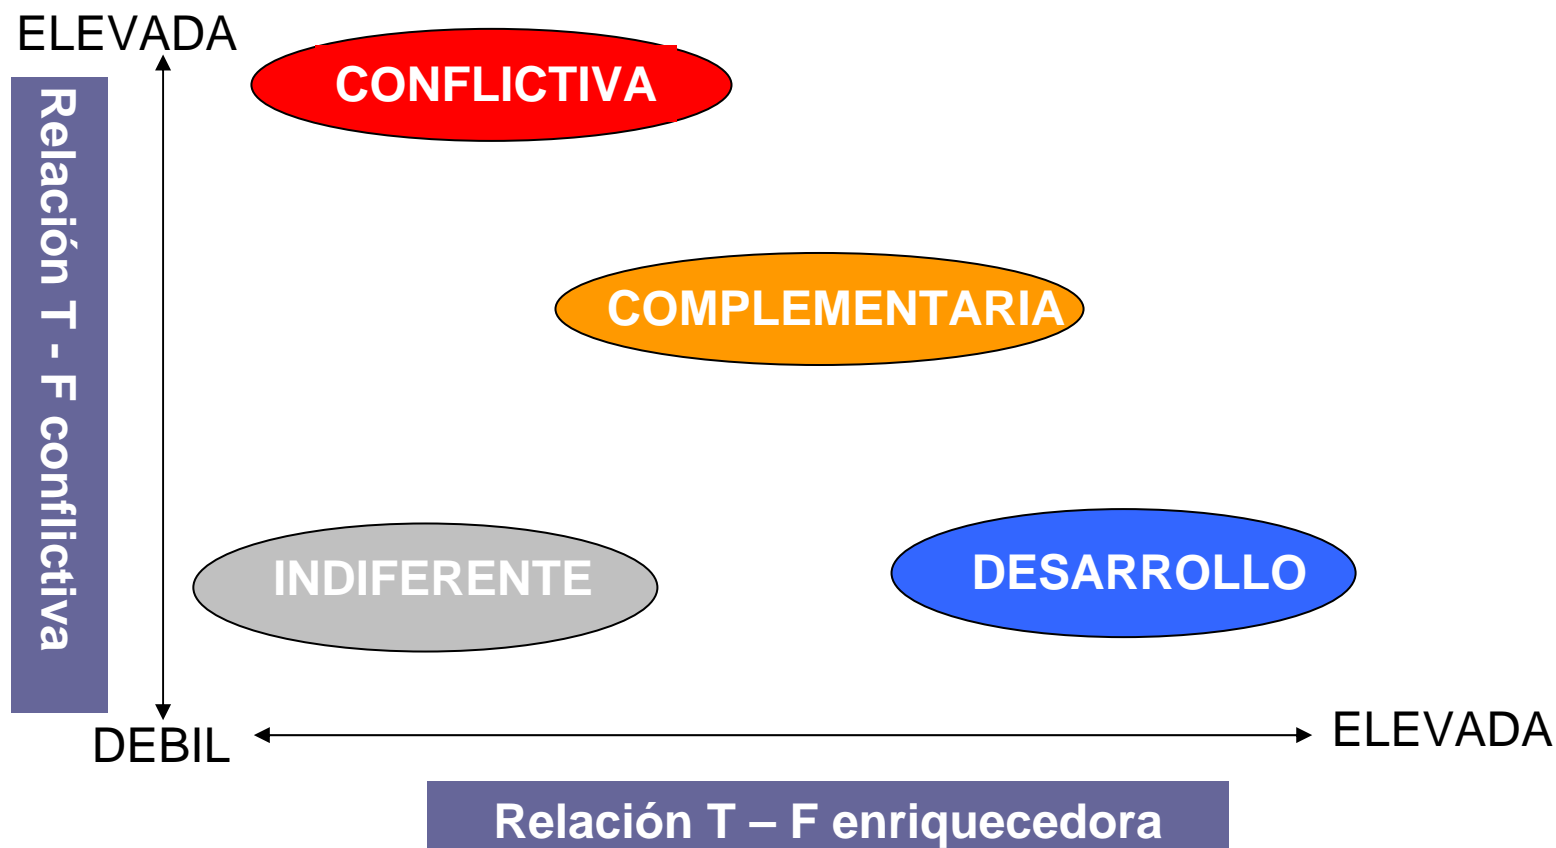 ELEVADA
CONFLICTIVA
Relación T - F conflictiva
COMPLEMENTARIA
INDIFERENTE
DESARROLLO
DEBIL
ELEVADA
Relación T – F enriquecedora